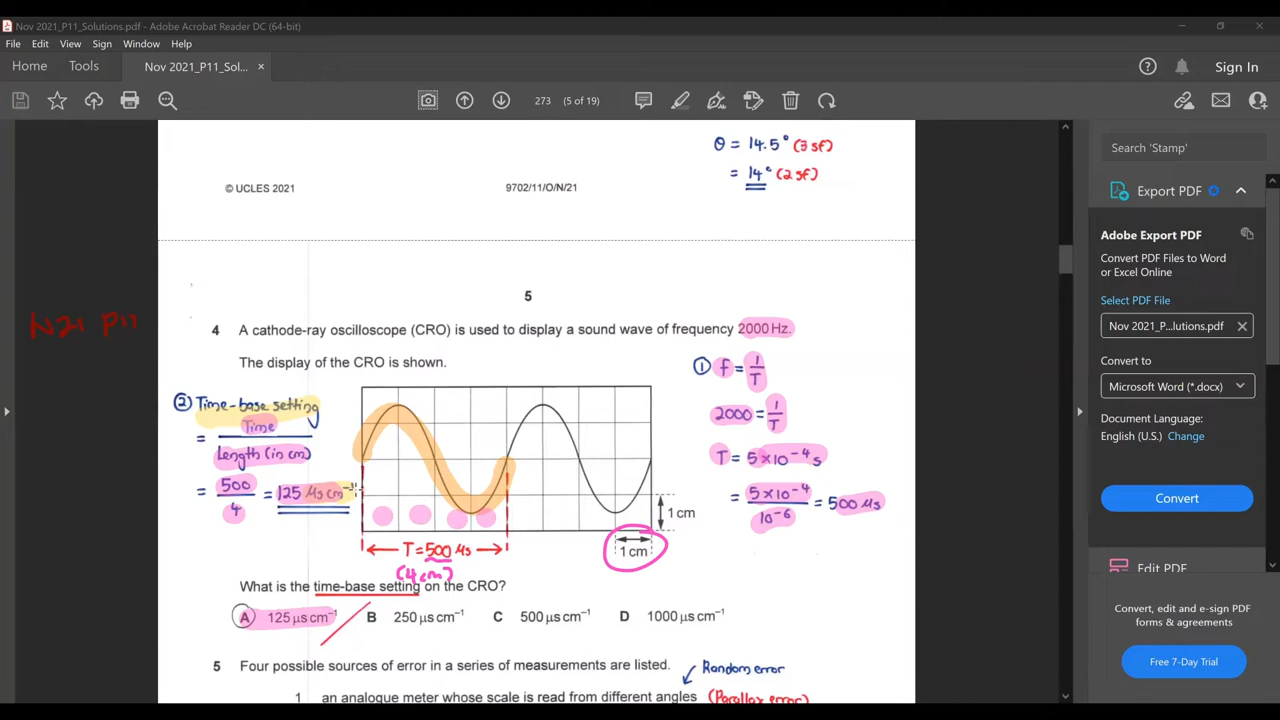 Nov 2021_P11_Solutions.pdf - Adobe Acrobat Reader DC (64-bit)
File Edit View Sign Window Help
Home Tools Nov 2021_P11_Sol... × Sign In
273 (5 of 19)
θ = 14.5° (3 sf)
= 14° (2 sf)
© UCLES 2021 9702/11/O/N/21
N21 P11
5
4 A cathode-ray oscilloscope (CRO) is used to display a sound wave of frequency 2000 Hz.
The display of the CRO is shown.
① f = 1/T
2000 = 1/T
T = 5 × 10⁻⁴ s
= 5 × 10⁻⁴ / 10⁻⁶ = 500 μs
② Time-base setting
= Time / Length (in cm)
= 500 / 4 = 125 μs cm⁻¹
1 cm
1 cm
T = 500 μs
(4 cm)
What is the time-base setting on the CRO?
A 125 μs cm⁻¹ B 250 μs cm⁻¹ C 500 μs cm⁻¹ D 1000 μs cm⁻¹
5 Four possible sources of error in a series of measurements are listed.
Random error
1 an analogue meter whose scale is read from different angles (Parallax error)
Search 'Stamp'
Export PDF
Adobe Export PDF
Convert PDF Files to Word
or Excel Online
Select PDF File
Nov 2021_P...lutions.pdf
Convert to
Microsoft Word (*.docx)
Document Language:
English (U.S.) Change
Convert
Edit PDF
Convert, edit and e-sign PDF
forms & agreements
Free 7-Day Trial